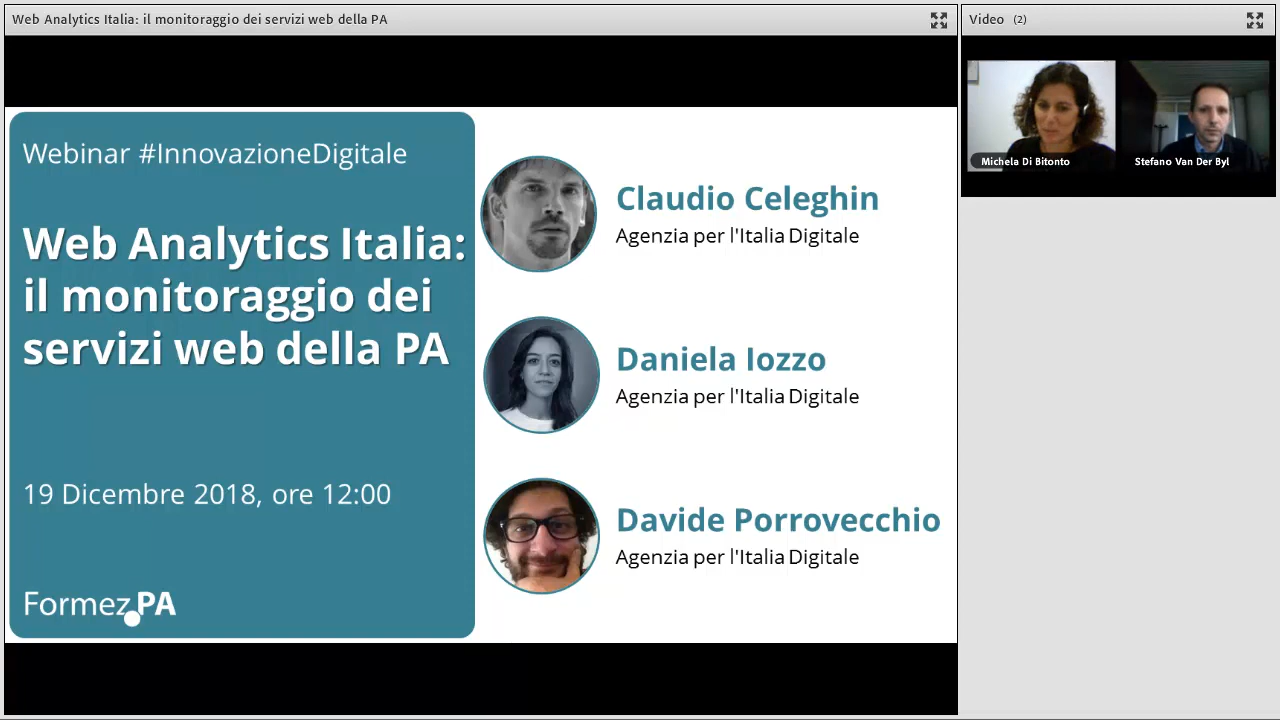 Web Analytics Italia: il monitoraggio dei servizi web della PA
Video (2)
Michela Di Bitonto
Stefano Van Der Byl
Webinar #InnovazioneDigitale
Web Analytics Italia:
il monitoraggio dei
servizi web della PA
19 Dicembre 2018, ore 12:00
Formez PA
Claudio Celeghin
Agenzia per l'Italia Digitale
Daniela Iozzo
Agenzia per l'Italia Digitale
Davide Porrovecchio
Agenzia per l'Italia Digitale